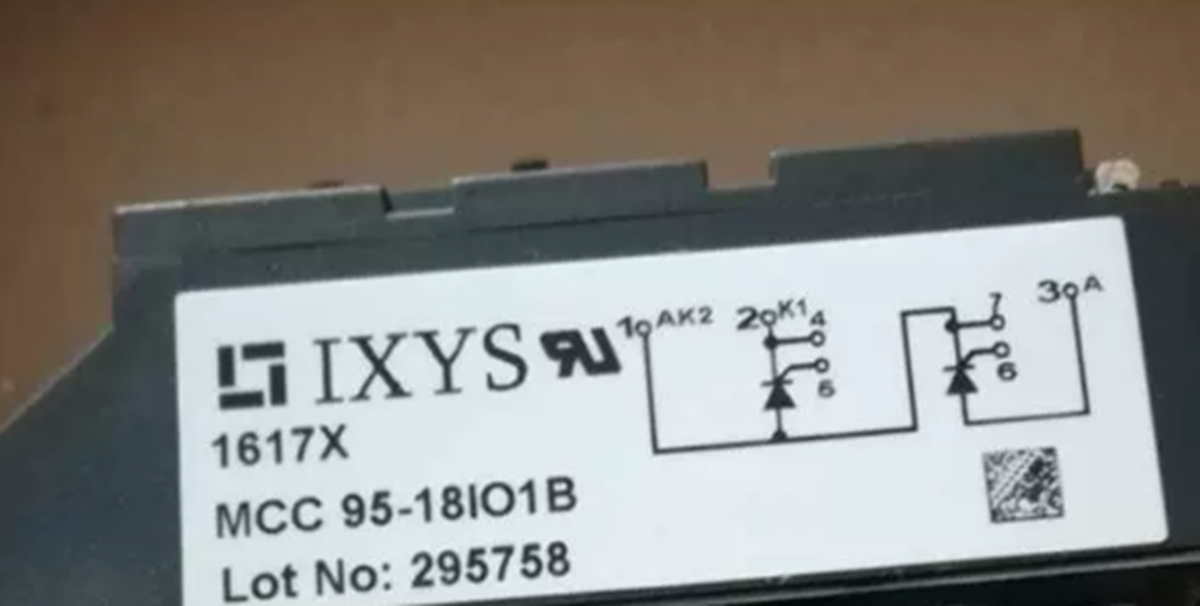 IXYS
1617X
MCC 95-18IO1B
Lot No: 295758
1 AK2 2 K1 4 5 7 6 3 A